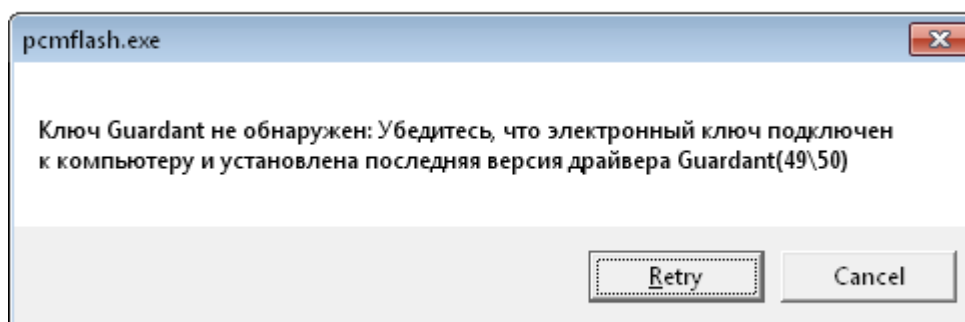 pcmflash.exe
Ключ Guardant не обнаружен: Убедитесь, что электронный ключ подключен
к компьютеру и установлена последняя версия драйвера Guardant(49\50)
Retry
Cancel